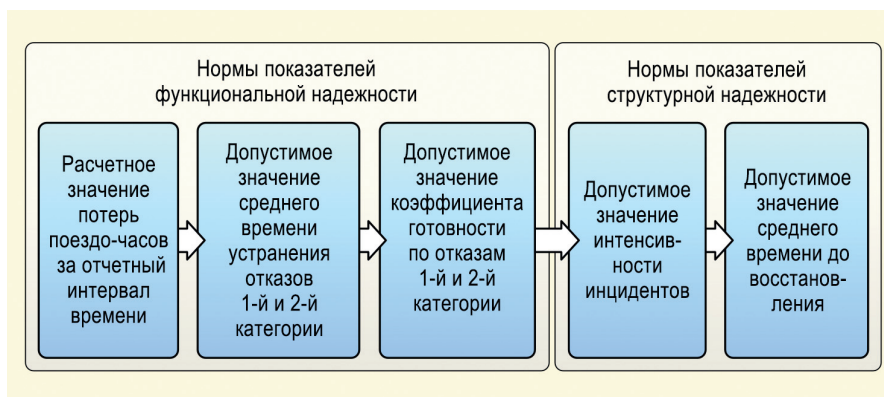 Нормы показателей
функциональной надежности
Расчетное
значение
потерь
поездо-часов
за отчетный
интервал
времени
Допустимое
значение
среднего
времени
устранения
отказов
1-й и 2-й
категории
Допустимое
значение
коэффициента
готовности
по отказам
1-й и 2-й
категории
Нормы показателей
структурной надежности
Допустимое
значение
интенсив-
ности
инцидентов
Допустимое
значение
среднего
времени до
восстанов-
ления